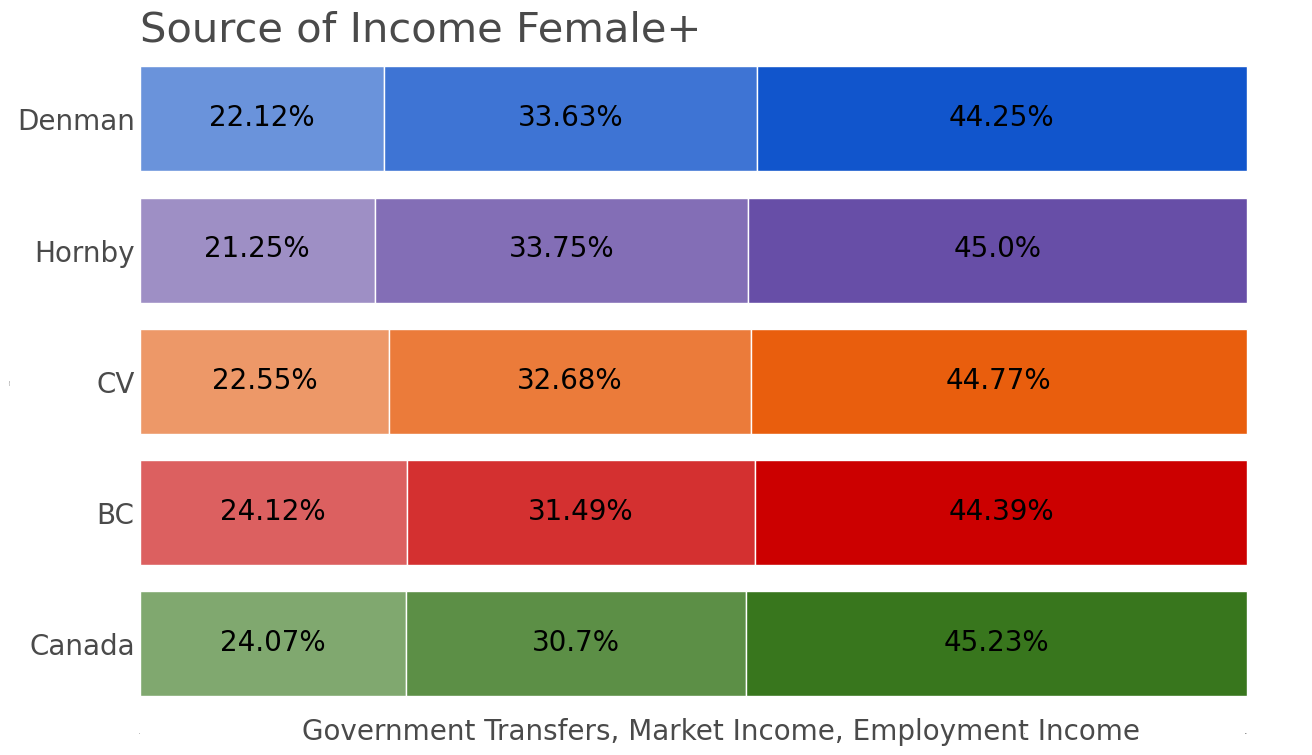 Source of Income Female+
Denman 22.12% 33.63% 44.25%
Hornby 21.25% 33.75% 45.0%
CV 22.55% 32.68% 44.77%
BC 24.12% 31.49% 44.39%
Canada 24.07% 30.7% 45.23%
Government Transfers, Market Income, Employment Income